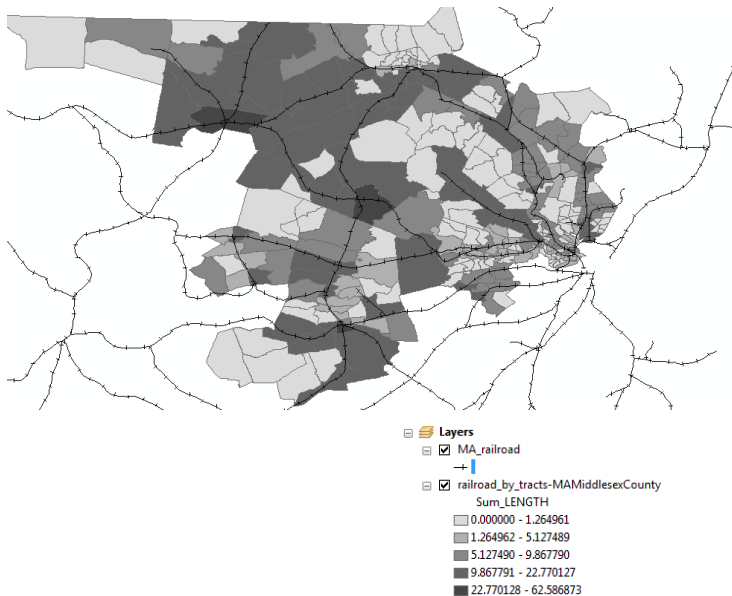 Layers
MA_railroad
railroad_by_tracts-MAMiddlesexCounty
Sum_LENGTH
0.000000 - 1.264961
1.264962 - 5.127489
5.127490 - 9.867790
9.867791 - 22.770127
22.770128 - 62.586873